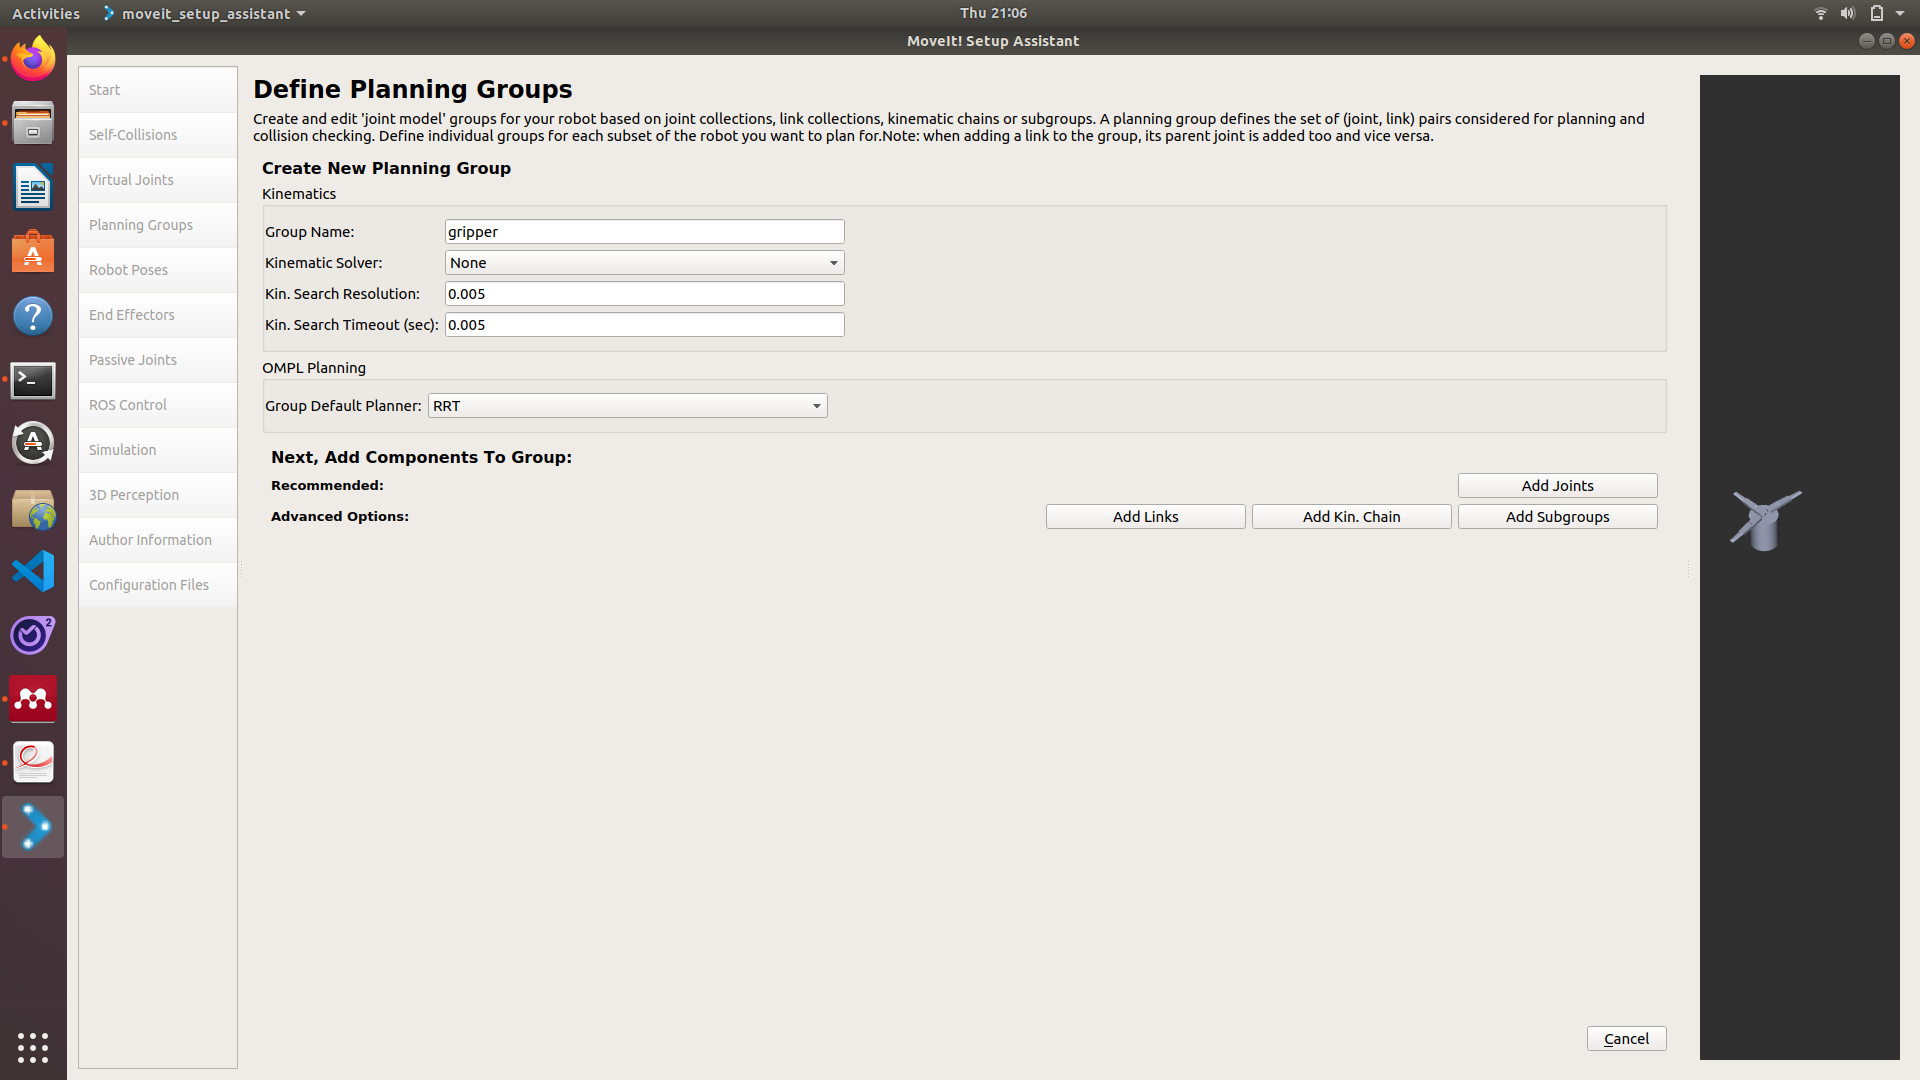 Activities
moveit_setup_assistant
Thu 21:06
MoveIt! Setup Assistant
Start
Self-Collisions
Virtual Joints
Planning Groups
Robot Poses
End Effectors
Passive Joints
ROS Control
Simulation
3D Perception
Author Information
Configuration Files
Define Planning Groups
Create and edit 'joint model' groups for your robot based on joint collections, link collections, kinematic chains or subgroups. A planning group defines the set of (joint, link) pairs considered for planning and
collision checking. Define individual groups for each subset of the robot you want to plan for.Note: when adding a link to the group, its parent joint is added too and vice versa.
Create New Planning Group
Kinematics
Group Name: gripper
Kinematic Solver: None
Kin. Search Resolution: 0.005
Kin. Search Timeout (sec): 0.005
OMPL Planning
Group Default Planner: RRT
Next, Add Components To Group:
Recommended: Add Joints
Advanced Options: Add Links Add Kin. Chain Add Subgroups
Cancel